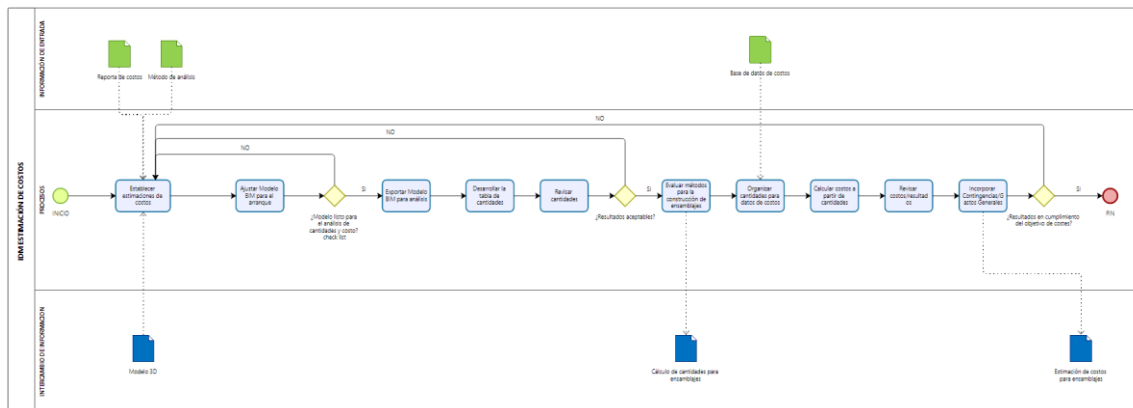 IDM ESTIMACIÓN DE COSTOS
INFORMACIÓN DE ENTRADA
Reporte de costos
Método de análisis
Base de datos de costos
PROCESOS
NO
NO
NO
INICIO
Establecer
estimaciones de
costos
Ajustar Modelo
BIM para el
arranque
SI
¿Modelo listo para
el análisis de
cantidades y costo?
check list
Exportar Modelo
BIM para análisis
Desarrollar la
tabla de
cantidades
Revisar
cantidades
SI
¿Resultados aceptables?
Evaluar métodos
para la
construcción de
ensamblajes
Organizar
cantidades para
datos de costos
Calcular costos a
partir de
cantidades
Revisar
costos/resultad
os
Incorporar
Contingencias/G
astos Generales
SI
¿Resultados en cumplimiento
del objetivo de costes?
FIN
INTERCAMBIO DE INFORMACION
Modelo 3D
Cálculo de cantidades para
ensamblajes
Estimación de costos
para ensamblajes